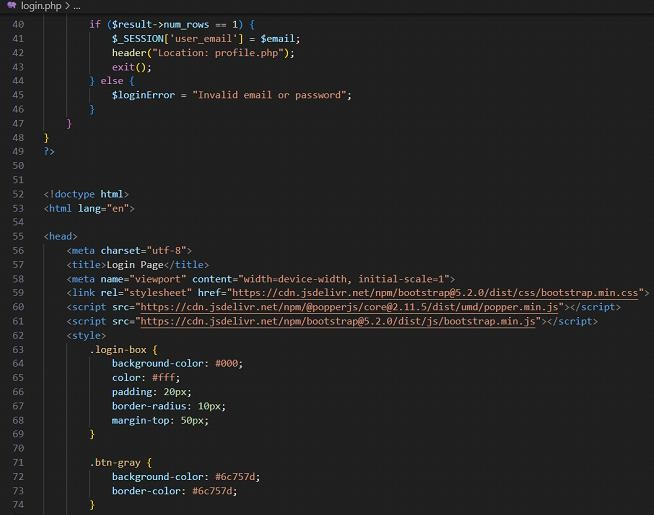 login.php > ...
40 if ($result->num_rows == 1) {
41 $_SESSION['user_email'] = $email;
42 header("Location: profile.php");
43 exit();
44 } else {
45 $loginError = "Invalid email or password";
46 }
47 }
48 }
49 ?>
50
51
52 <!doctype html>
53 <html lang="en">
54
55 <head>
56 <meta charset="utf-8">
57 <title>Login Page</title>
58 <meta name="viewport" content="width=device-width, initial-scale=1">
59 <link rel="stylesheet" href="https://cdn.jsdelivr.net/npm/bootstrap@5.2.0/dist/css/bootstrap.min.css">
60 <script src="https://cdn.jsdelivr.net/npm/@popperjs/core@2.11.5/dist/umd/popper.min.js"></script>
61 <script src="https://cdn.jsdelivr.net/npm/bootstrap@5.2.0/dist/js/bootstrap.min.js"></script>
62 <style>
63 .login-box {
64 background-color: #000;
65 color: #fff;
66 padding: 20px;
67 border-radius: 10px;
68 margin-top: 50px;
69 }
70
71 .btn-gray {
72 background-color: #6c757d;
73 border-color: #6c757d;
74 }